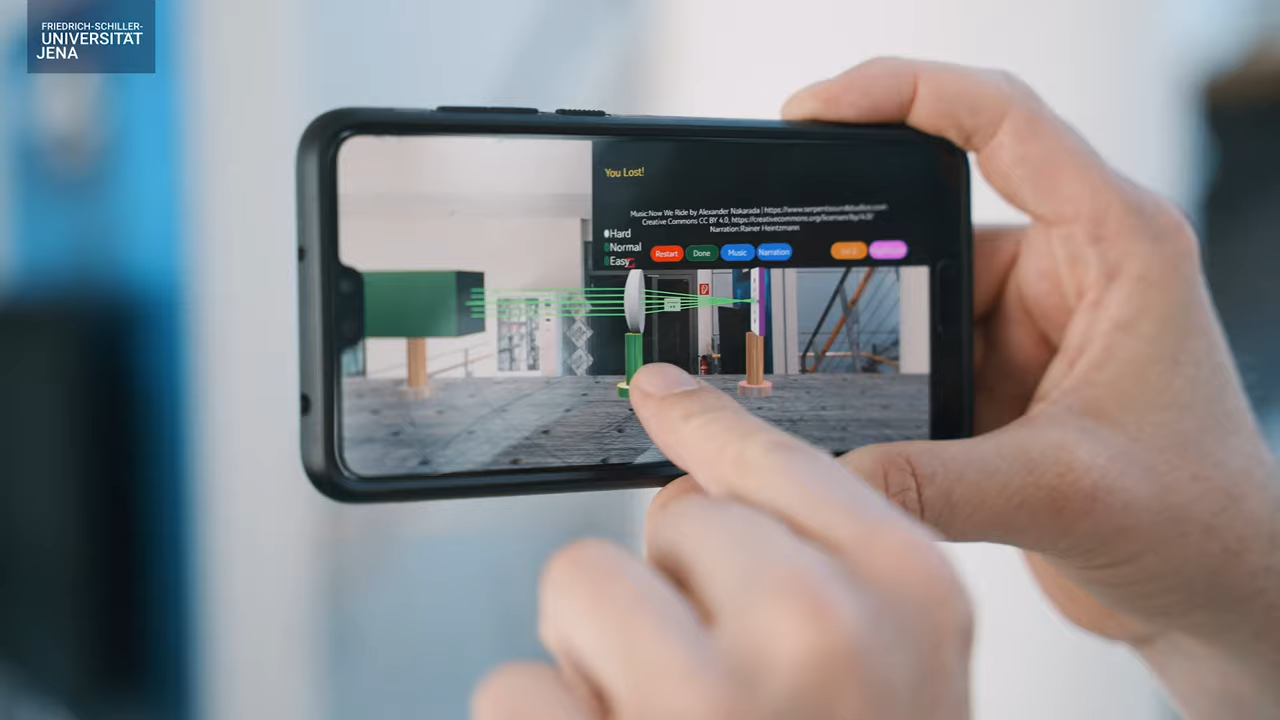 FRIEDRICH-SCHILLER-
UNIVERSITÄT
JENA
You Lost!
Music:Now We Ride by Alexander Nakarada | https://www.serpentsoundstudios.com
Creative Commons CC BY 4.0, https://creativecommons.org/licenses/by/4.0/
Narration:Rainer Heintzmann
Hard
Normal
Easy
Restart
Done
Music
Narration